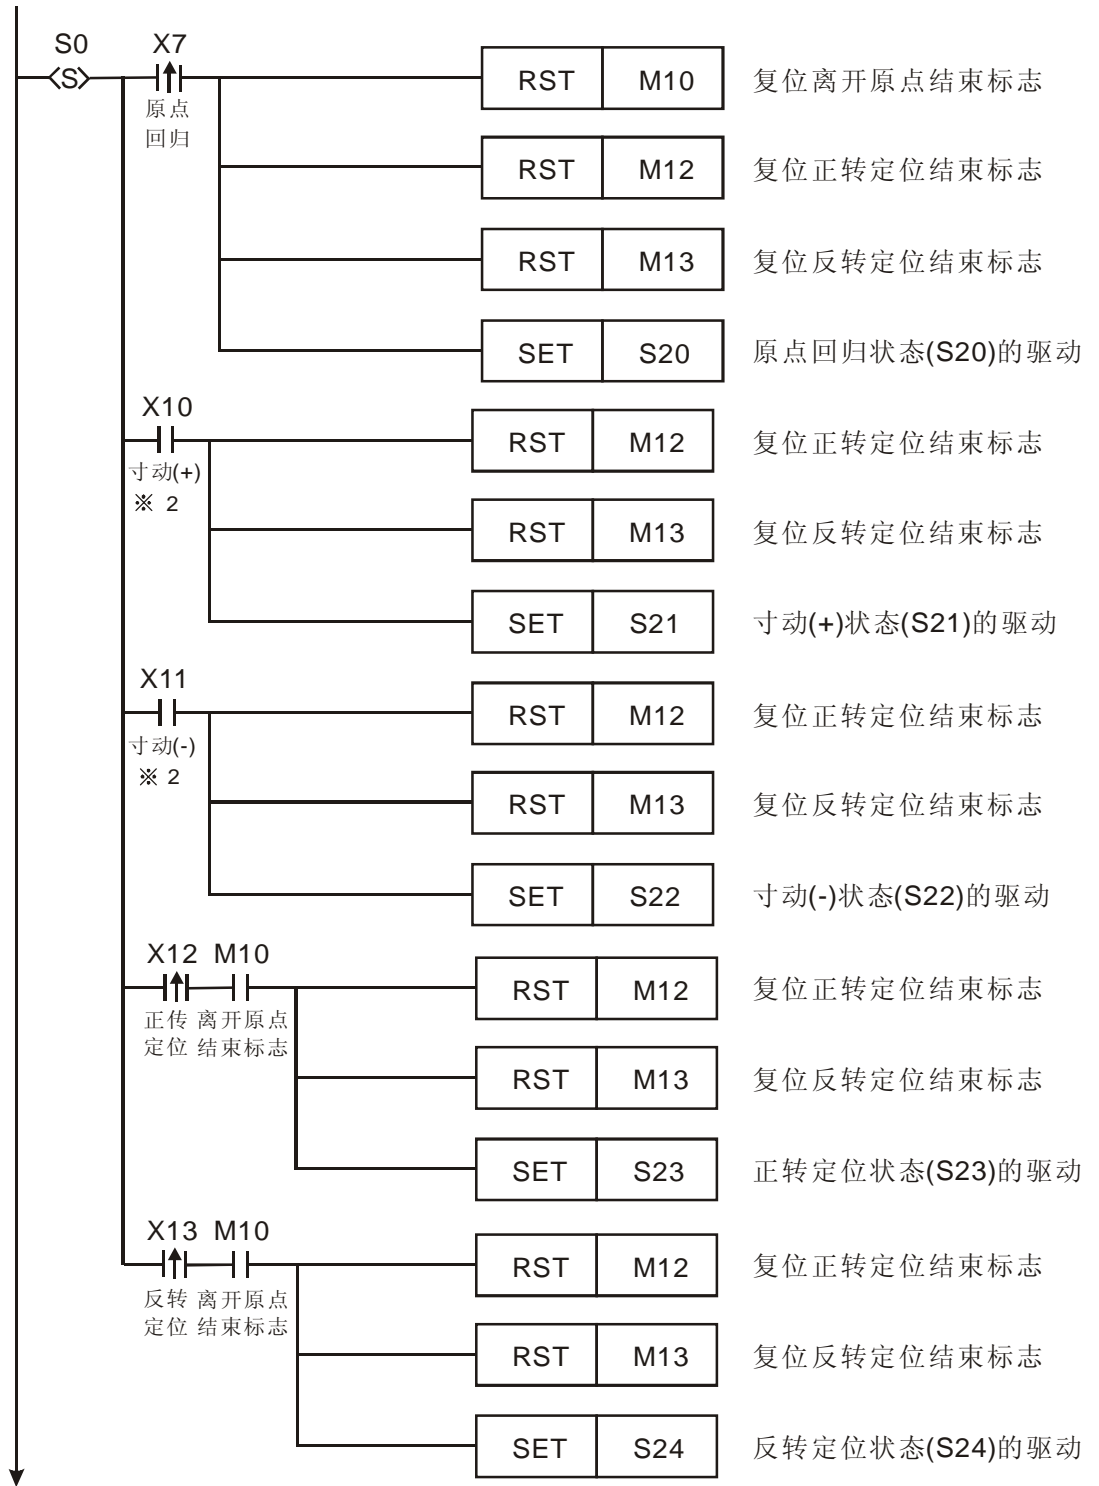 S0
X7
S
RST M10 复位离开原点结束标志
原点
回归
RST M12 复位正转定位结束标志
RST M13 复位反转定位结束标志
SET S20 原点回归状态(S20)的驱动
X10
RST M12 复位正转定位结束标志
寸动(+)
※ 2
RST M13 复位反转定位结束标志
SET S21 寸动(+)状态(S21)的驱动
X11
RST M12 复位正转定位结束标志
寸动(-)
※ 2
RST M13 复位反转定位结束标志
SET S22 寸动(-)状态(S22)的驱动
X12 M10
RST M12 复位正转定位结束标志
正传 离开原点
定位 结束标志
RST M13 复位反转定位结束标志
SET S23 正转定位状态(S23)的驱动
X13 M10
RST M12 复位正转定位结束标志
反转 离开原点
定位 结束标志
RST M13 复位反转定位结束标志
SET S24 反转定位状态(S24)的驱动